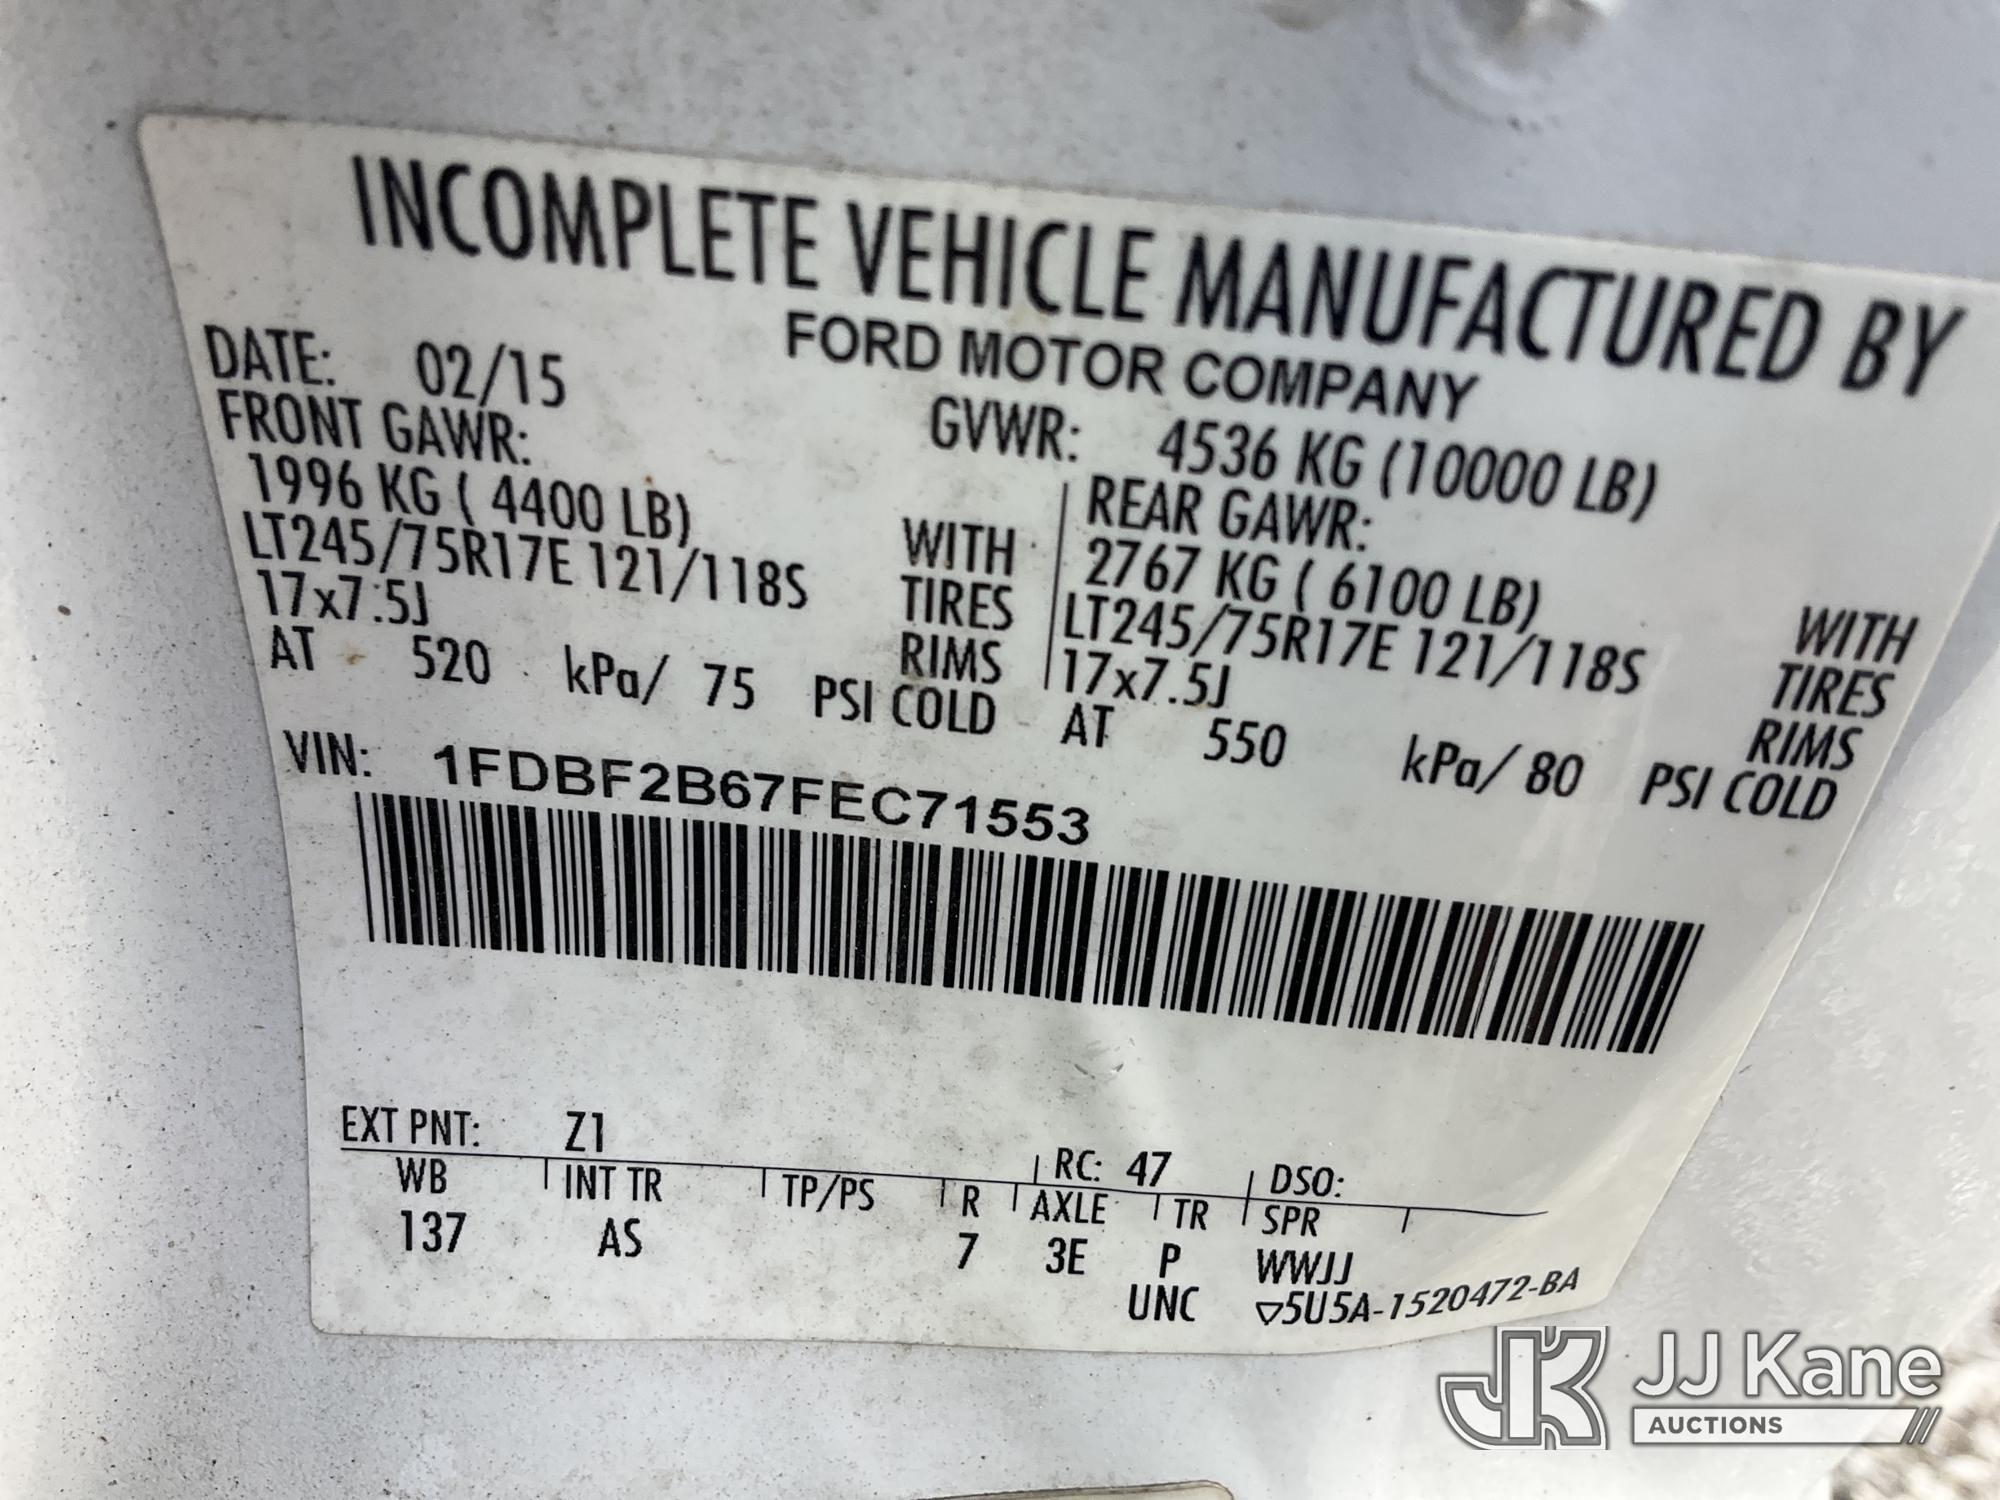 INCOMPLETE VEHICLE MANUFACTURED BY
FORD MOTOR COMPANY
DATE: 02/15
GVWR: 4536 KG (10000 LB)
FRONT GAWR:
1996 KG ( 4400 LB) WITH
LT245/75R17E 121/118S TIRES
17x7.5J RIMS
AT 520 kPa/ 75 PSI COLD
REAR GAWR:
2767 KG ( 6100 LB) WITH
LT245/75R17E 121/118S TIRES
17x7.5J RIMS
AT 550 kPa/ 80 PSI COLD
VIN: 1FDBF2B67FEC71553
EXT PNT: Z1 RC: 47 DSO:
WB INT TR TP/PS R AXLE TR SPR
137 AS 7 3E P WWJJ
UNC ▽5U5A-1520472-BA
JJ Kane
AUCTIONS